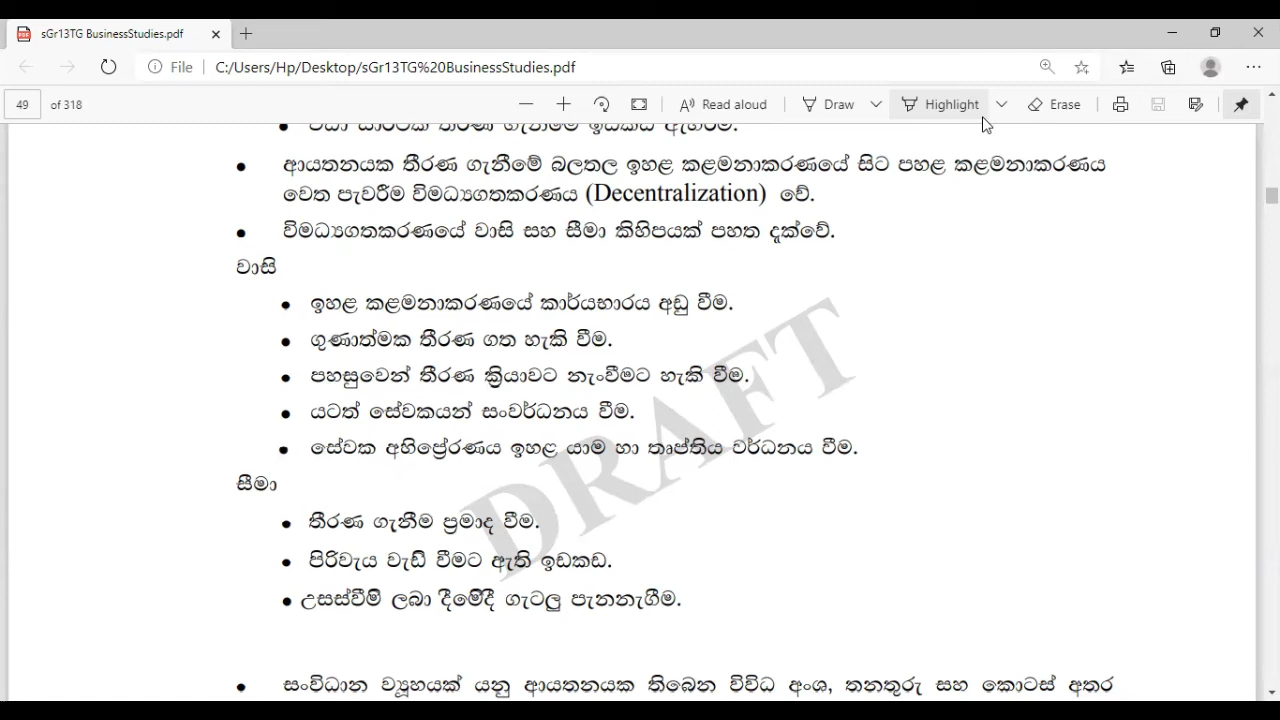 sGr13TG BusinessStudies.pdf
File C:/Users/Hp/Desktop/sGr13TG%20BusinessStudies.pdf
49 of 318 Read aloud Draw Highlight Erase
ආයතනයක තීරණ ගැනීමේ බලතල ඉහළ කළමනාකරණයේ සිට පහළ කළමනාකරණය
වෙත පැවරීම විමධ්‍යගතකරණය (Decentralization) වේ.
විමධ්‍යගතකරණයේ වාසි සහ සීමා කිහිපයක් පහත දැක්වේ.
වාසි
ඉහළ කළමනාකරණයේ කාර්යභාරය අඩු වීම.
ගුණාත්මක තීරණ ගත හැකි වීම.
පහසුවෙන් තීරණ ක්‍රියාවට නැංවීමට හැකි වීම.
යටත් සේවකයන් සංවර්ධනය වීම.
සේවක අභිප්‍රේරණය ඉහළ යාම හා තෘප්තිය වර්ධනය වීම.
DRAFT
සීමා
තීරණ ගැනීම ප්‍රමාද වීම.
පිරිවැය වැඩි වීමට ඇති ඉඩකඩ.
උසස්වීම් ලබා දීමේදී ගැටලු පැනනැගීම.
සංවිධාන ව්‍යූහයක් යනු ආයතනයක තිබෙන විවිධ අංශ, තනතුරු සහ කොටස් අතර